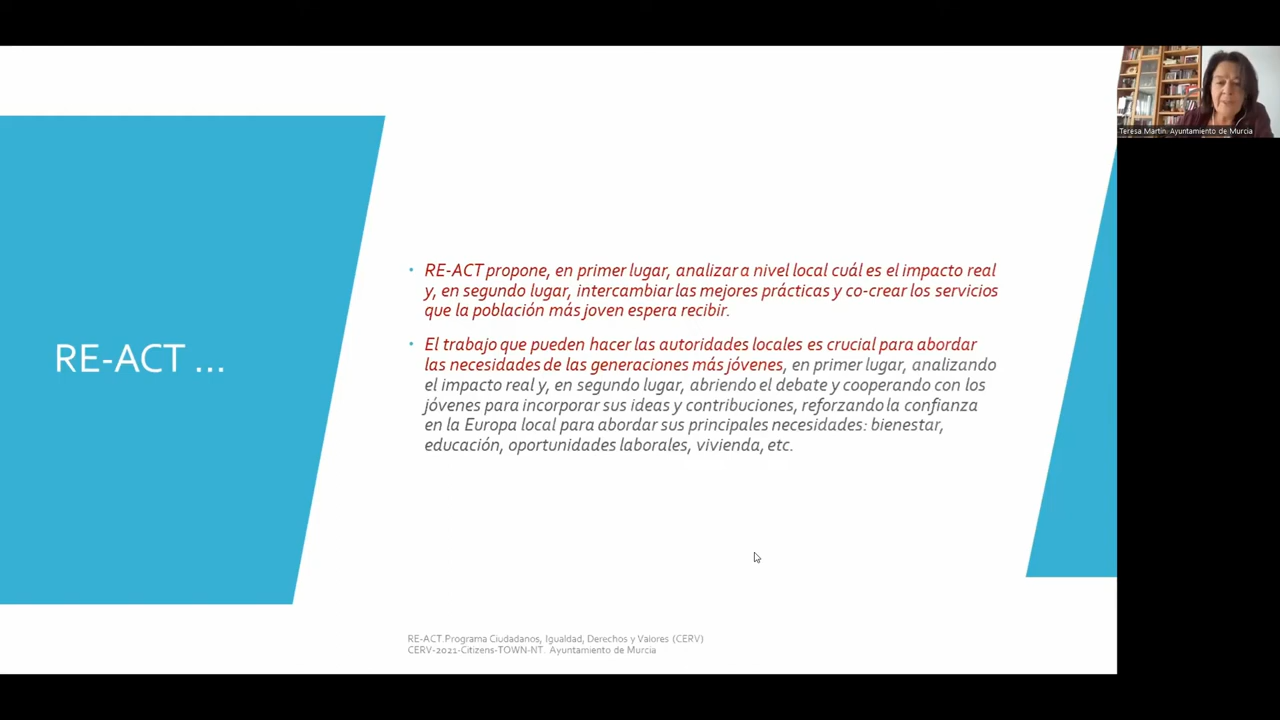 Teresa Martín. Ayuntamiento de Murcia
RE-ACT ...
• RE-ACT propone, en primer lugar, analizar a nivel local cuál es el impacto real
y, en segundo lugar, intercambiar las mejores prácticas y co-crear los servicios
que la población más joven espera recibir.
• El trabajo que pueden hacer las autoridades locales es crucial para abordar
las necesidades de las generaciones más jóvenes, en primer lugar, analizando
el impacto real y, en segundo lugar, abriendo el debate y cooperando con los
jóvenes para incorporar sus ideas y contribuciones, reforzando la confianza
en la Europa local para abordar sus principales necesidades: bienestar,
educación, oportunidades laborales, vivienda, etc.
RE-ACT.Programa Ciudadanos, Igualdad, Derechos y Valores (CERV)
CERV-2021-Citizens-TOWN-NT. Ayuntamiento de Murcia